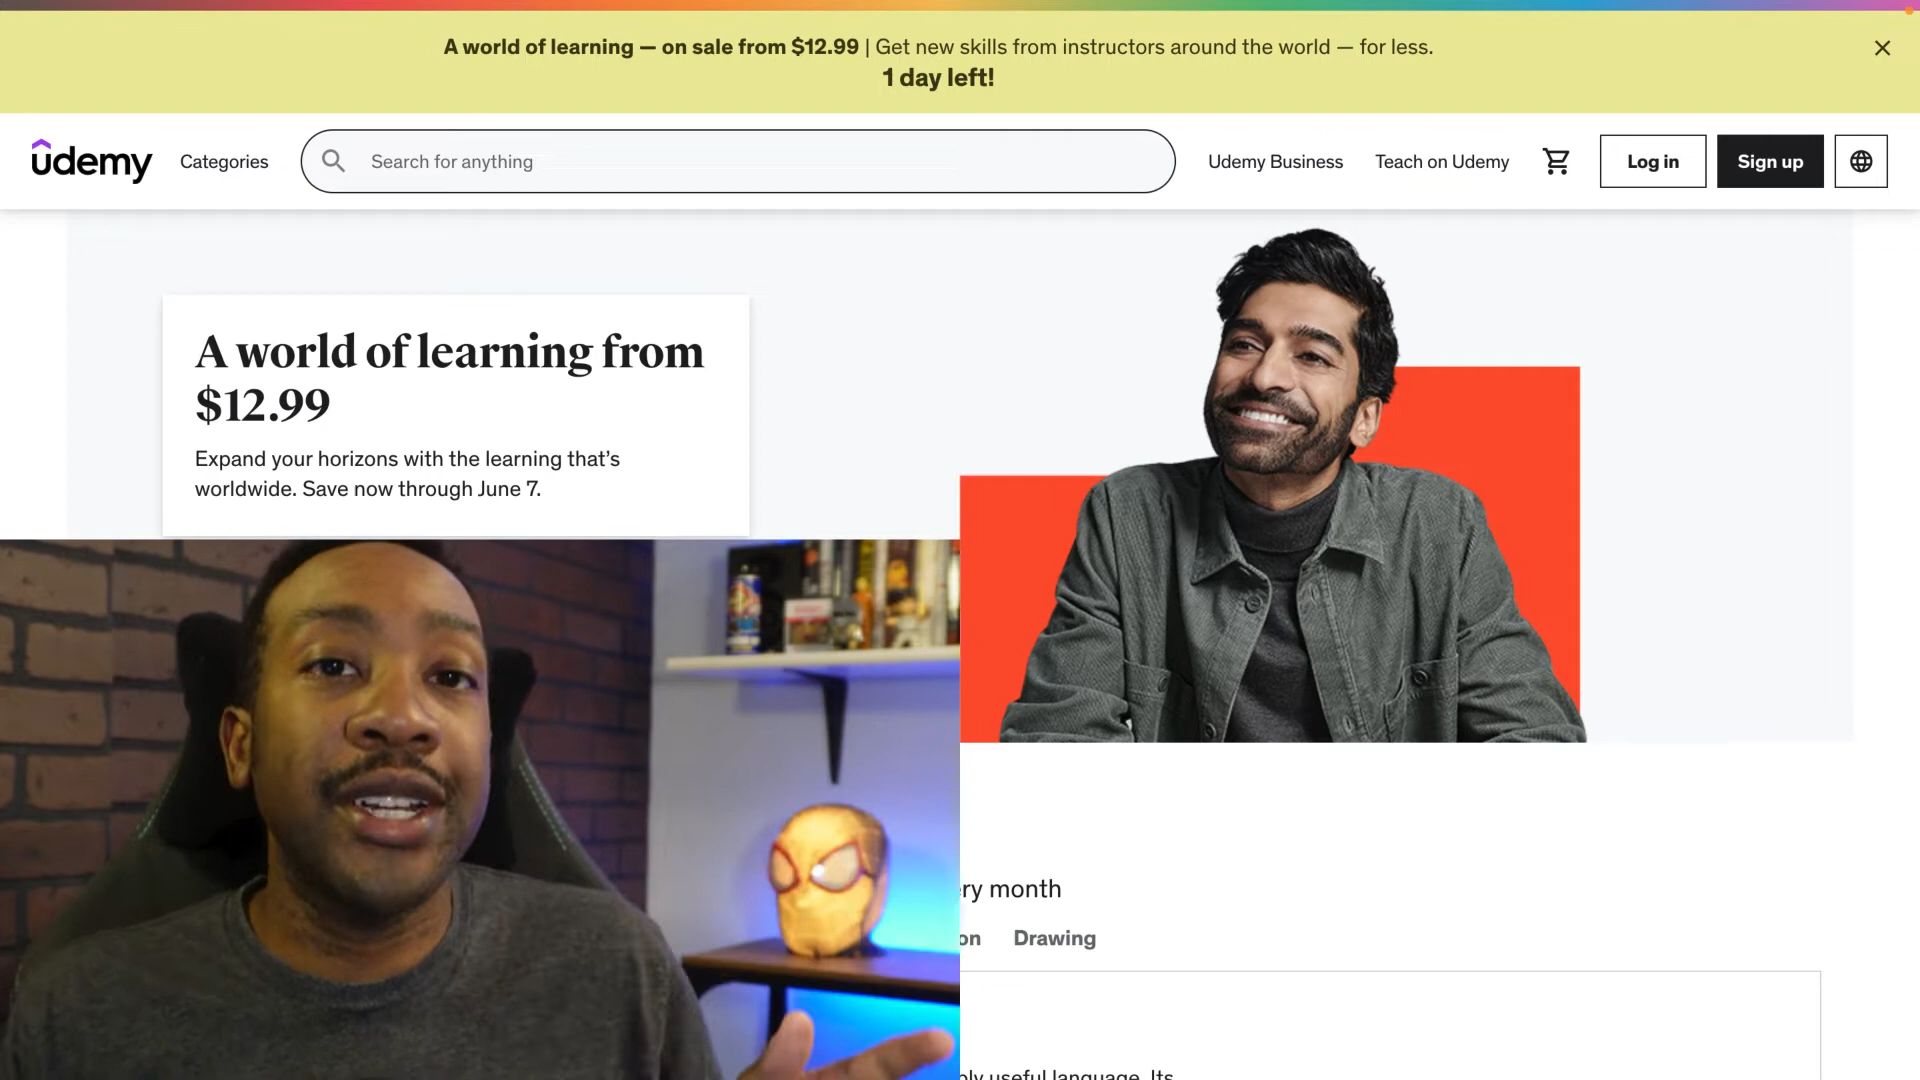 A world of learning — on sale from $12.99 | Get new skills from instructors around the world — for less.
1 day left!
udemy
Categories
Search for anything
Udemy Business
Teach on Udemy
Log in
Sign up
A world of learning from
$12.99
Expand your horizons with the learning that's
worldwide. Save now through June 7.
ry month
on
Drawing
useful language. Its